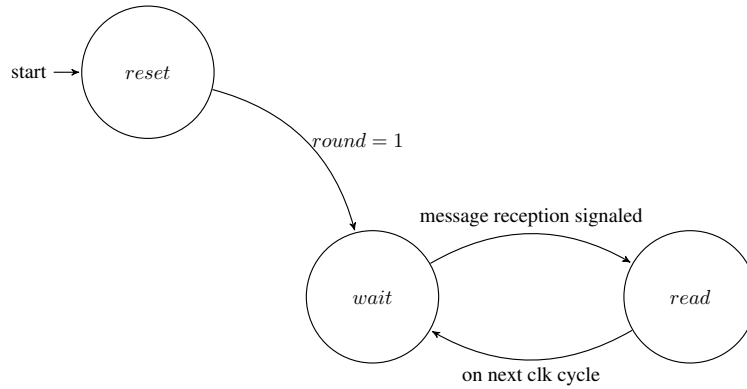 start
reset
round = 1
message reception signaled
wait
read
on next clk cycle